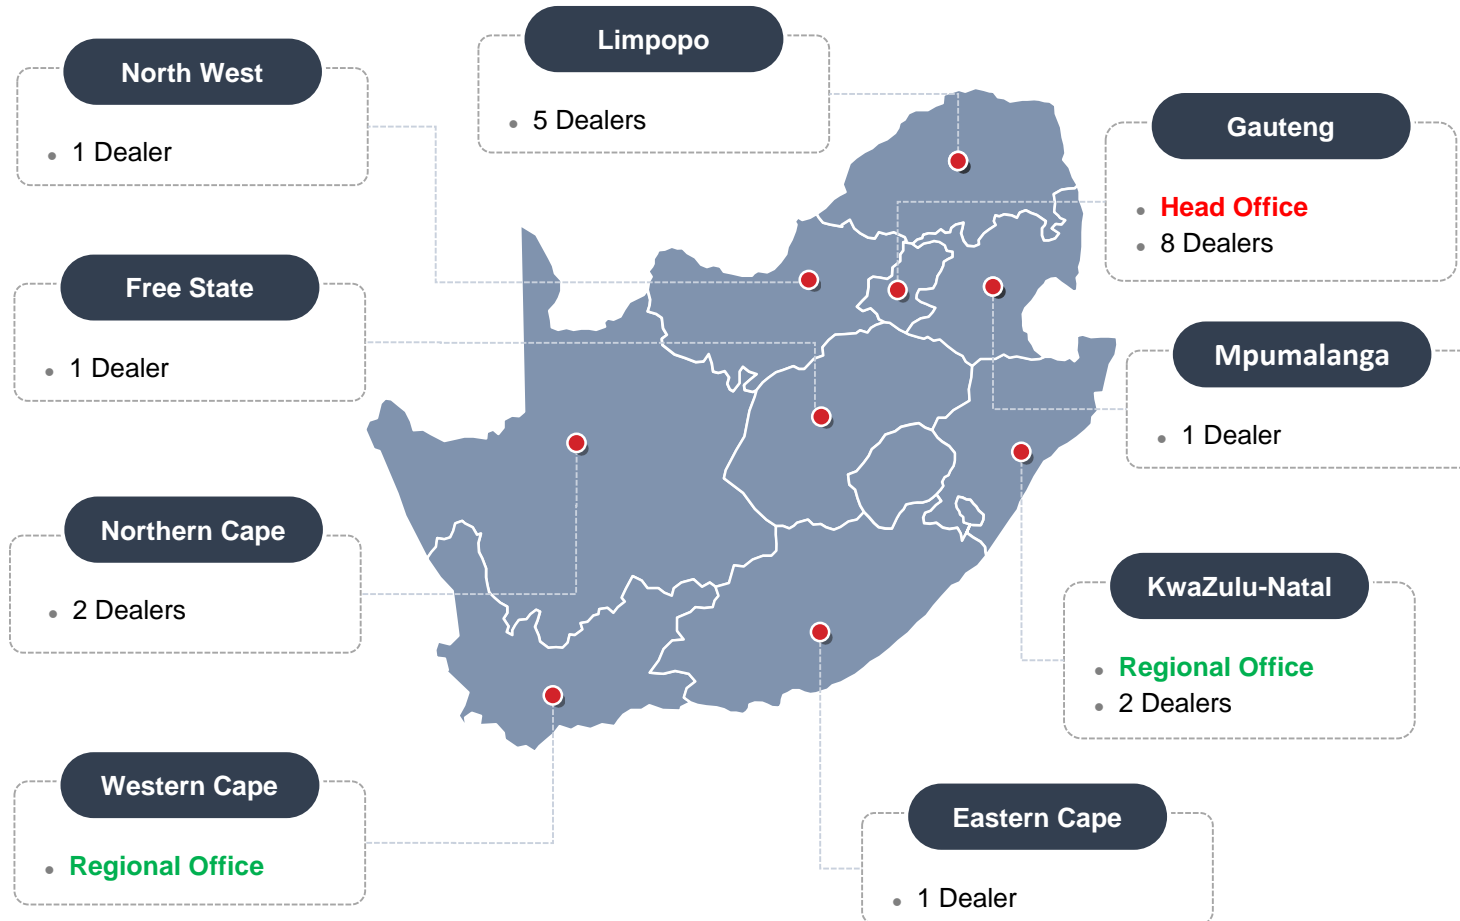 Limpopo
• 5 Dealers
North West
• 1 Dealer
Gauteng
• Head Office
• 8 Dealers
Free State
• 1 Dealer
Mpumalanga
• 1 Dealer
Northern Cape
• 2 Dealers
KwaZulu-Natal
• Regional Office
• 2 Dealers
Western Cape
• Regional Office
Eastern Cape
• 1 Dealer